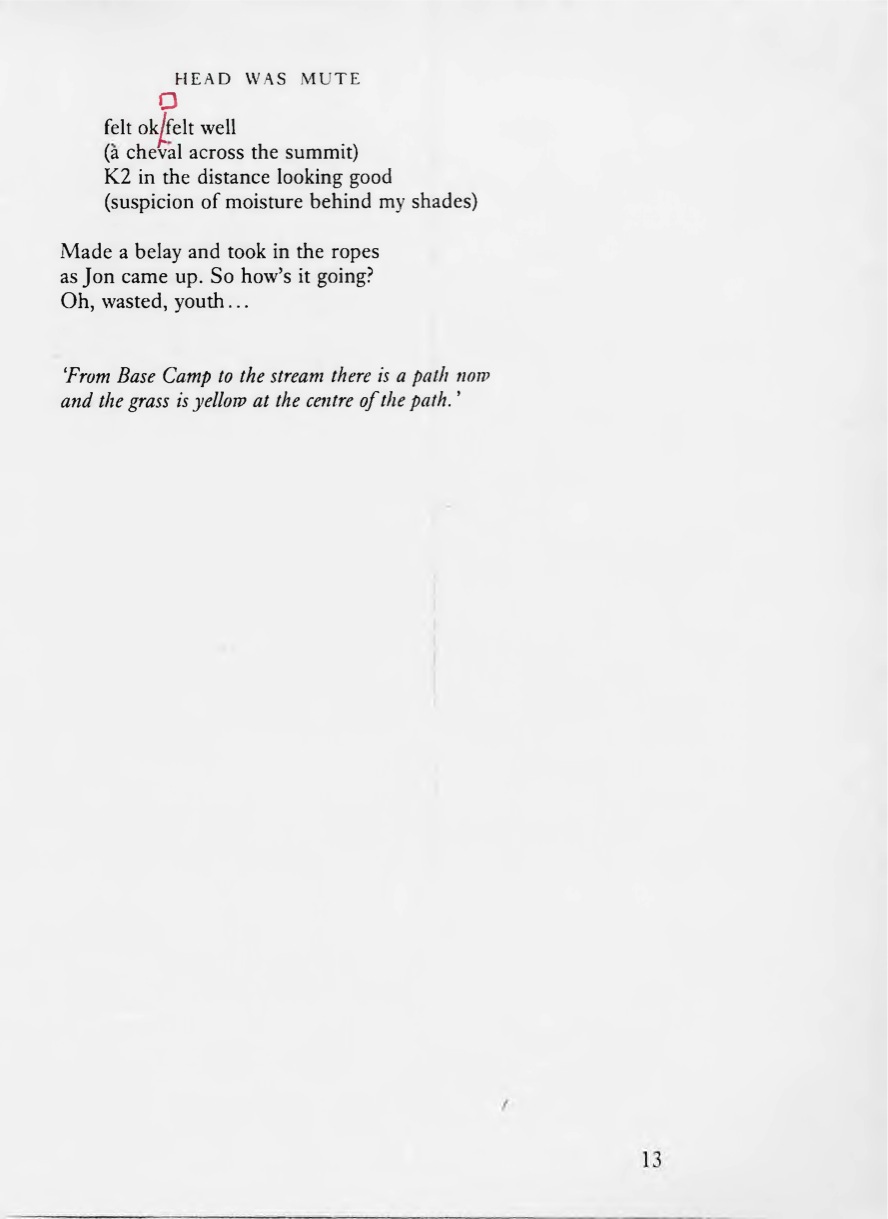 HEAD WAS MUTE
felt ok felt well
(à cheval across the summit)
K2 in the distance looking good
(suspicion of moisture behind my shades)
Made a belay and took in the ropes
as Jon came up. So how's it going?
Oh, wasted, youth...
‘From Base Camp to the stream there is a path now
and the grass is yellow at the centre of the path.’
13